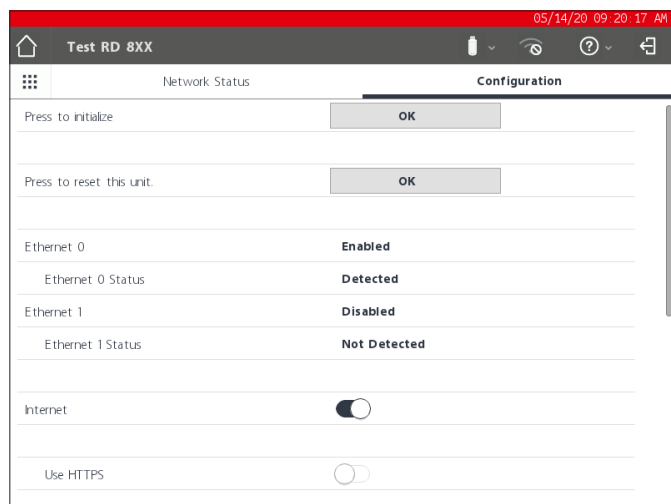 05/14/20 09:20:17 AM
Test RD 8XX
Network Status Configuration
Press to initialize OK
Press to reset this unit. OK
Ethernet 0 Enabled
Ethernet 0 Status Detected
Ethernet 1 Disabled
Ethernet 1 Status Not Detected
Internet
Use HTTPS